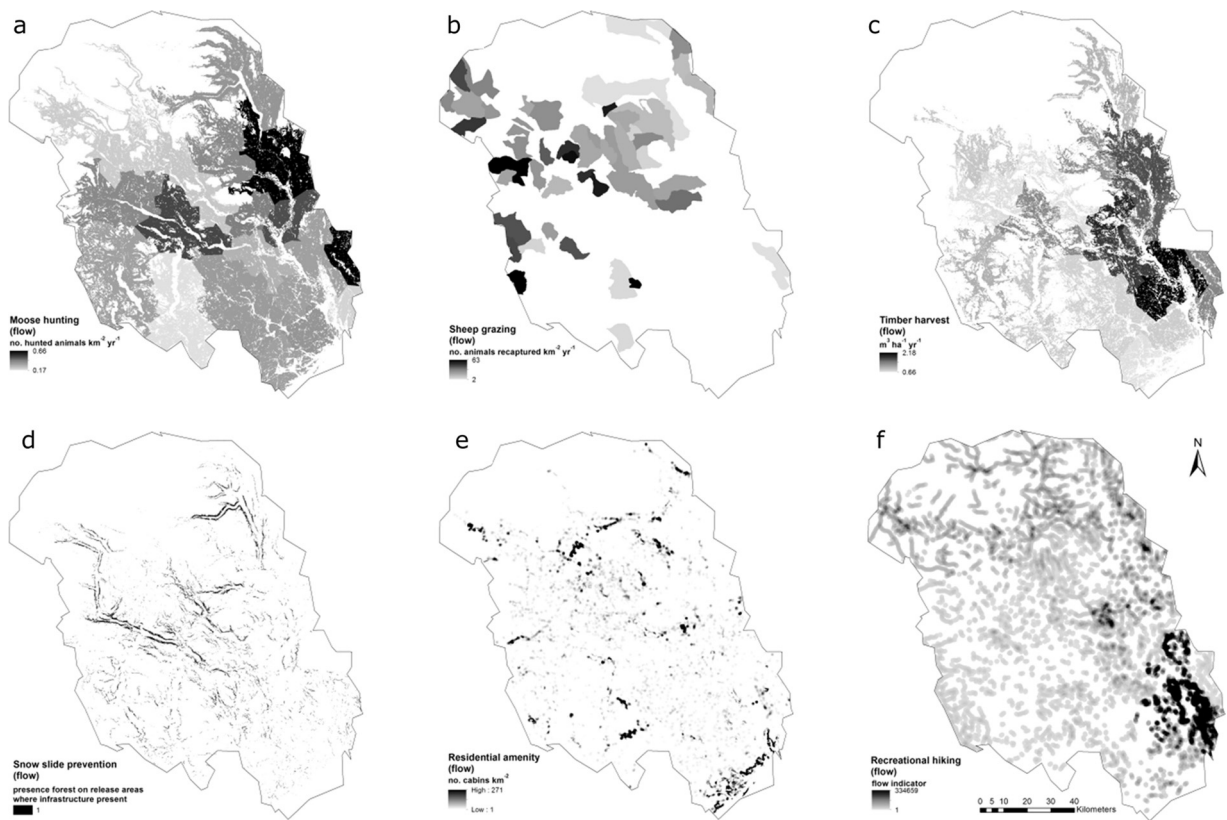 a
Moose hunting
(flow)
no. hunted animals km-2 yr-1
0.66
0.17
b
Sheep grazing
(flow)
no. animals recaptured km-2 yr-1
63
2
c
Timber harvest
(flow)
m3 ha-1 yr-1
2.18
0.66
d
Snow slide prevention
(flow)
presence forest on release areas
where infrastructure present
1
e
Residential amenity
(flow)
no. cabins km-2
High : 271
Low : 1
f
N
Recreational hiking
(flow)
flow indicator
334659
1
0 5 10 20 30 40
Kilometers